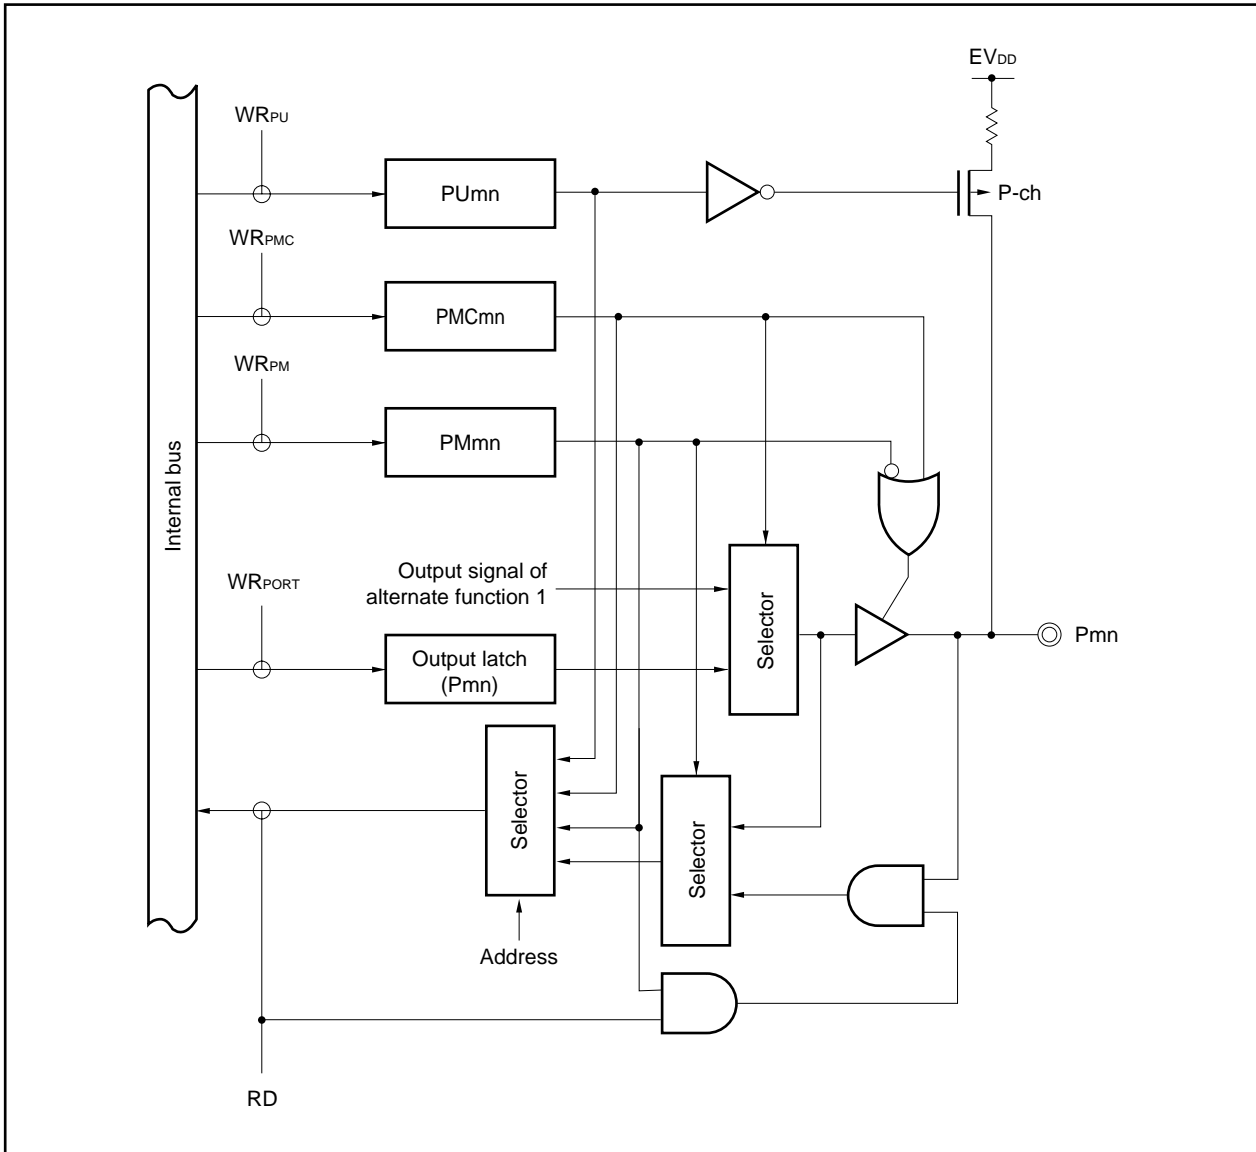 EVDD
WRPU
PUmn
P-ch
WRPMC
PMCmn
WRPM
PMmn
Internal bus
Output signal of
alternate function 1
Selector
WRPORT
Output latch
(Pmn)
Pmn
Selector
Selector
Address
RD